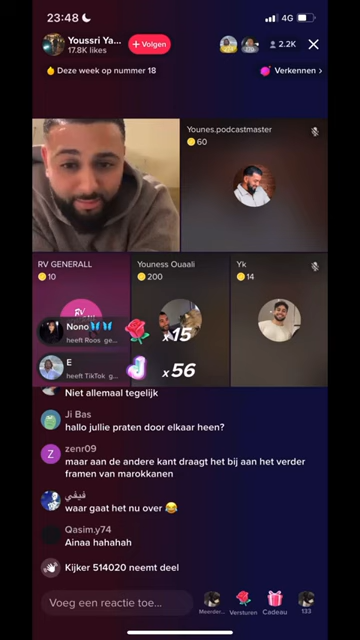 23:48
4G
Youssri Ya...
17.8K likes
+ Volgen
2.2K
Deze week op nummer 18
Verkennen >
Younes.podcastmaster
60
RV GENERALL
10
Youness Ouaali
200
Yk
14
Nono🦋🦋
heeft Roos ge...
x15
E
heeft TikTok g...
x56
Niet allemaal tegelijk
Ji Bas
hallo jullie praten door elkaar heen?
Z
zenr09
maar aan de andere kant draagt het bij aan het verder
framen van marokkanen
فيفي
waar gaat het nu over 😂
Qasim.y74
Ainaa hahahah
Kijker 514020 neemt deel
Voeg een reactie toe...
Meender...
Versturen
Cadeau
133